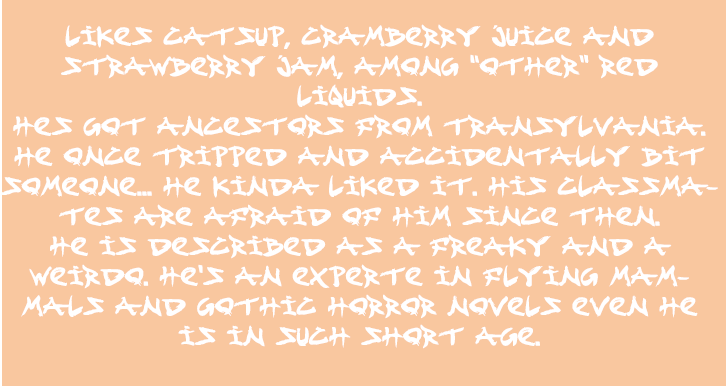 Likes catsup, cramberry juice and
strawberry jam, among "other" red
liquids.
Hes got ancestors from Transylvania.
He once tripped and accidentally bit
someone... He kinda liked it. His classma-
tes are afraid of him since then.
He is described as a freaky and a
weirdo. He's an experte in flying mam-
mals and gothic horror novels even he
is in such short age.